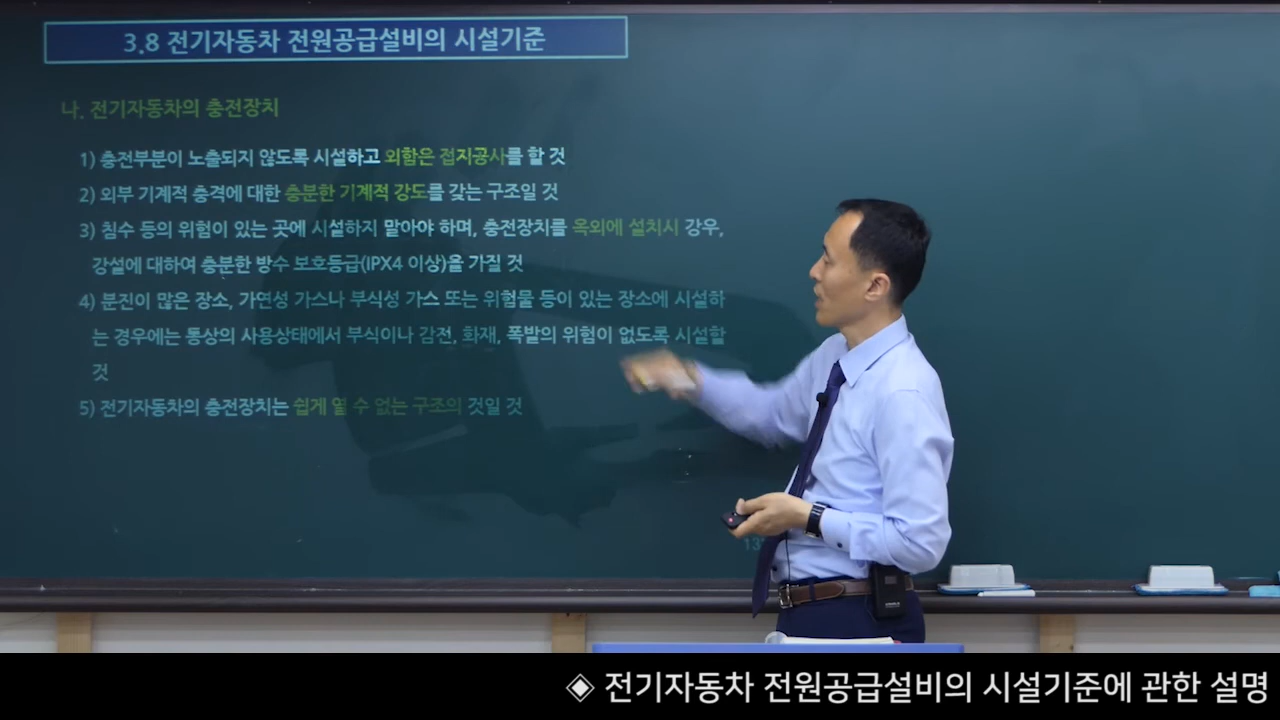 3.8 전기자동차 전원공급설비의 시설기준
나. 전기자동차의 충전장치
1) 충전부분이 노출되지 않도록 시설하고 외함은 접지공사를 할 것
2) 외부 기계적 충격에 대한 충분한 기계적 강도를 갖는 구조일 것
3) 침수 등의 위험이 있는 곳에 시설하지 말아야 하며, 충전장치를 옥외에 설치시 강우,
강설에 대하여 충분한 방수 보호등급(IPX4 이상)을 가질 것
4) 분진이 많은 장소, 가연성 가스나 부식성 가스 또는 위험물 등이 있는 장소에 시설하
는 경우에는 통상의 사용상태에서 부식이나 감전, 화재, 폭발의 위험이 없도록 시설할
것
5) 전기자동차의 충전장치는 쉽게 열 수 없는 구조의 것일 것
◈ 전기자동차 전원공급설비의 시설기준에 관한 설명